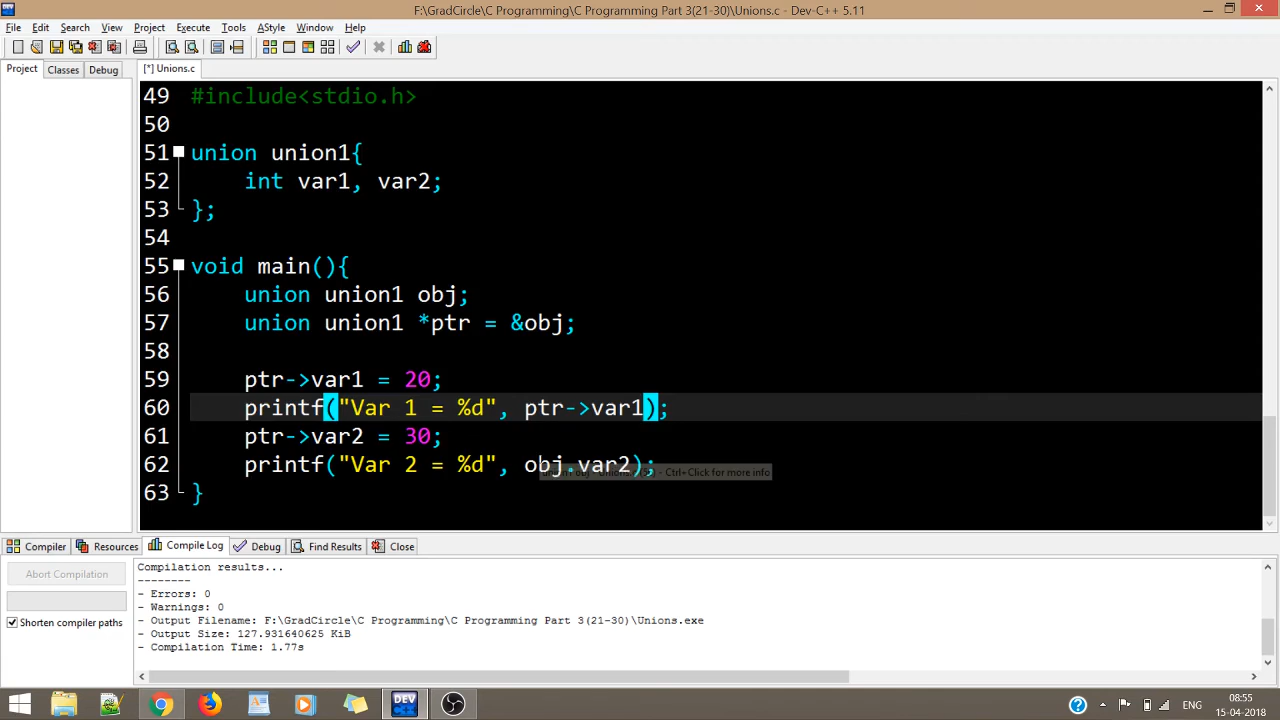 F:\GradCircle\C Programming\C Programming Part 3(21-30)\Unions.c - Dev-C++ 5.11
File Edit Search View Project Execute Tools AStyle Window Help
Project Classes Debug
[*] Unions.c
49 #include<stdio.h>
50
51 union union1{
52 int var1, var2;
53 };
54
55 void main(){
56 union union1 obj;
57 union union1 *ptr = &obj;
58
59 ptr->var1 = 20;
60 printf("Var 1 = %d", ptr->var1);
61 ptr->var2 = 30;
62 printf("Var 2 = %d", obj.var2);
- Ctrl+Click for more info
63 }
Compiler Resources Compile Log Debug Find Results Close
Abort Compilation
Shorten compiler paths
Compilation results...
--------
- Errors: 0
- Warnings: 0
- Output Filename: F:\GradCircle\C Programming\C Programming Part 3(21-30)\Unions.exe
- Output Size: 127.931640625 KiB
- Compilation Time: 1.77s
DEV
08:55
15-04-2018